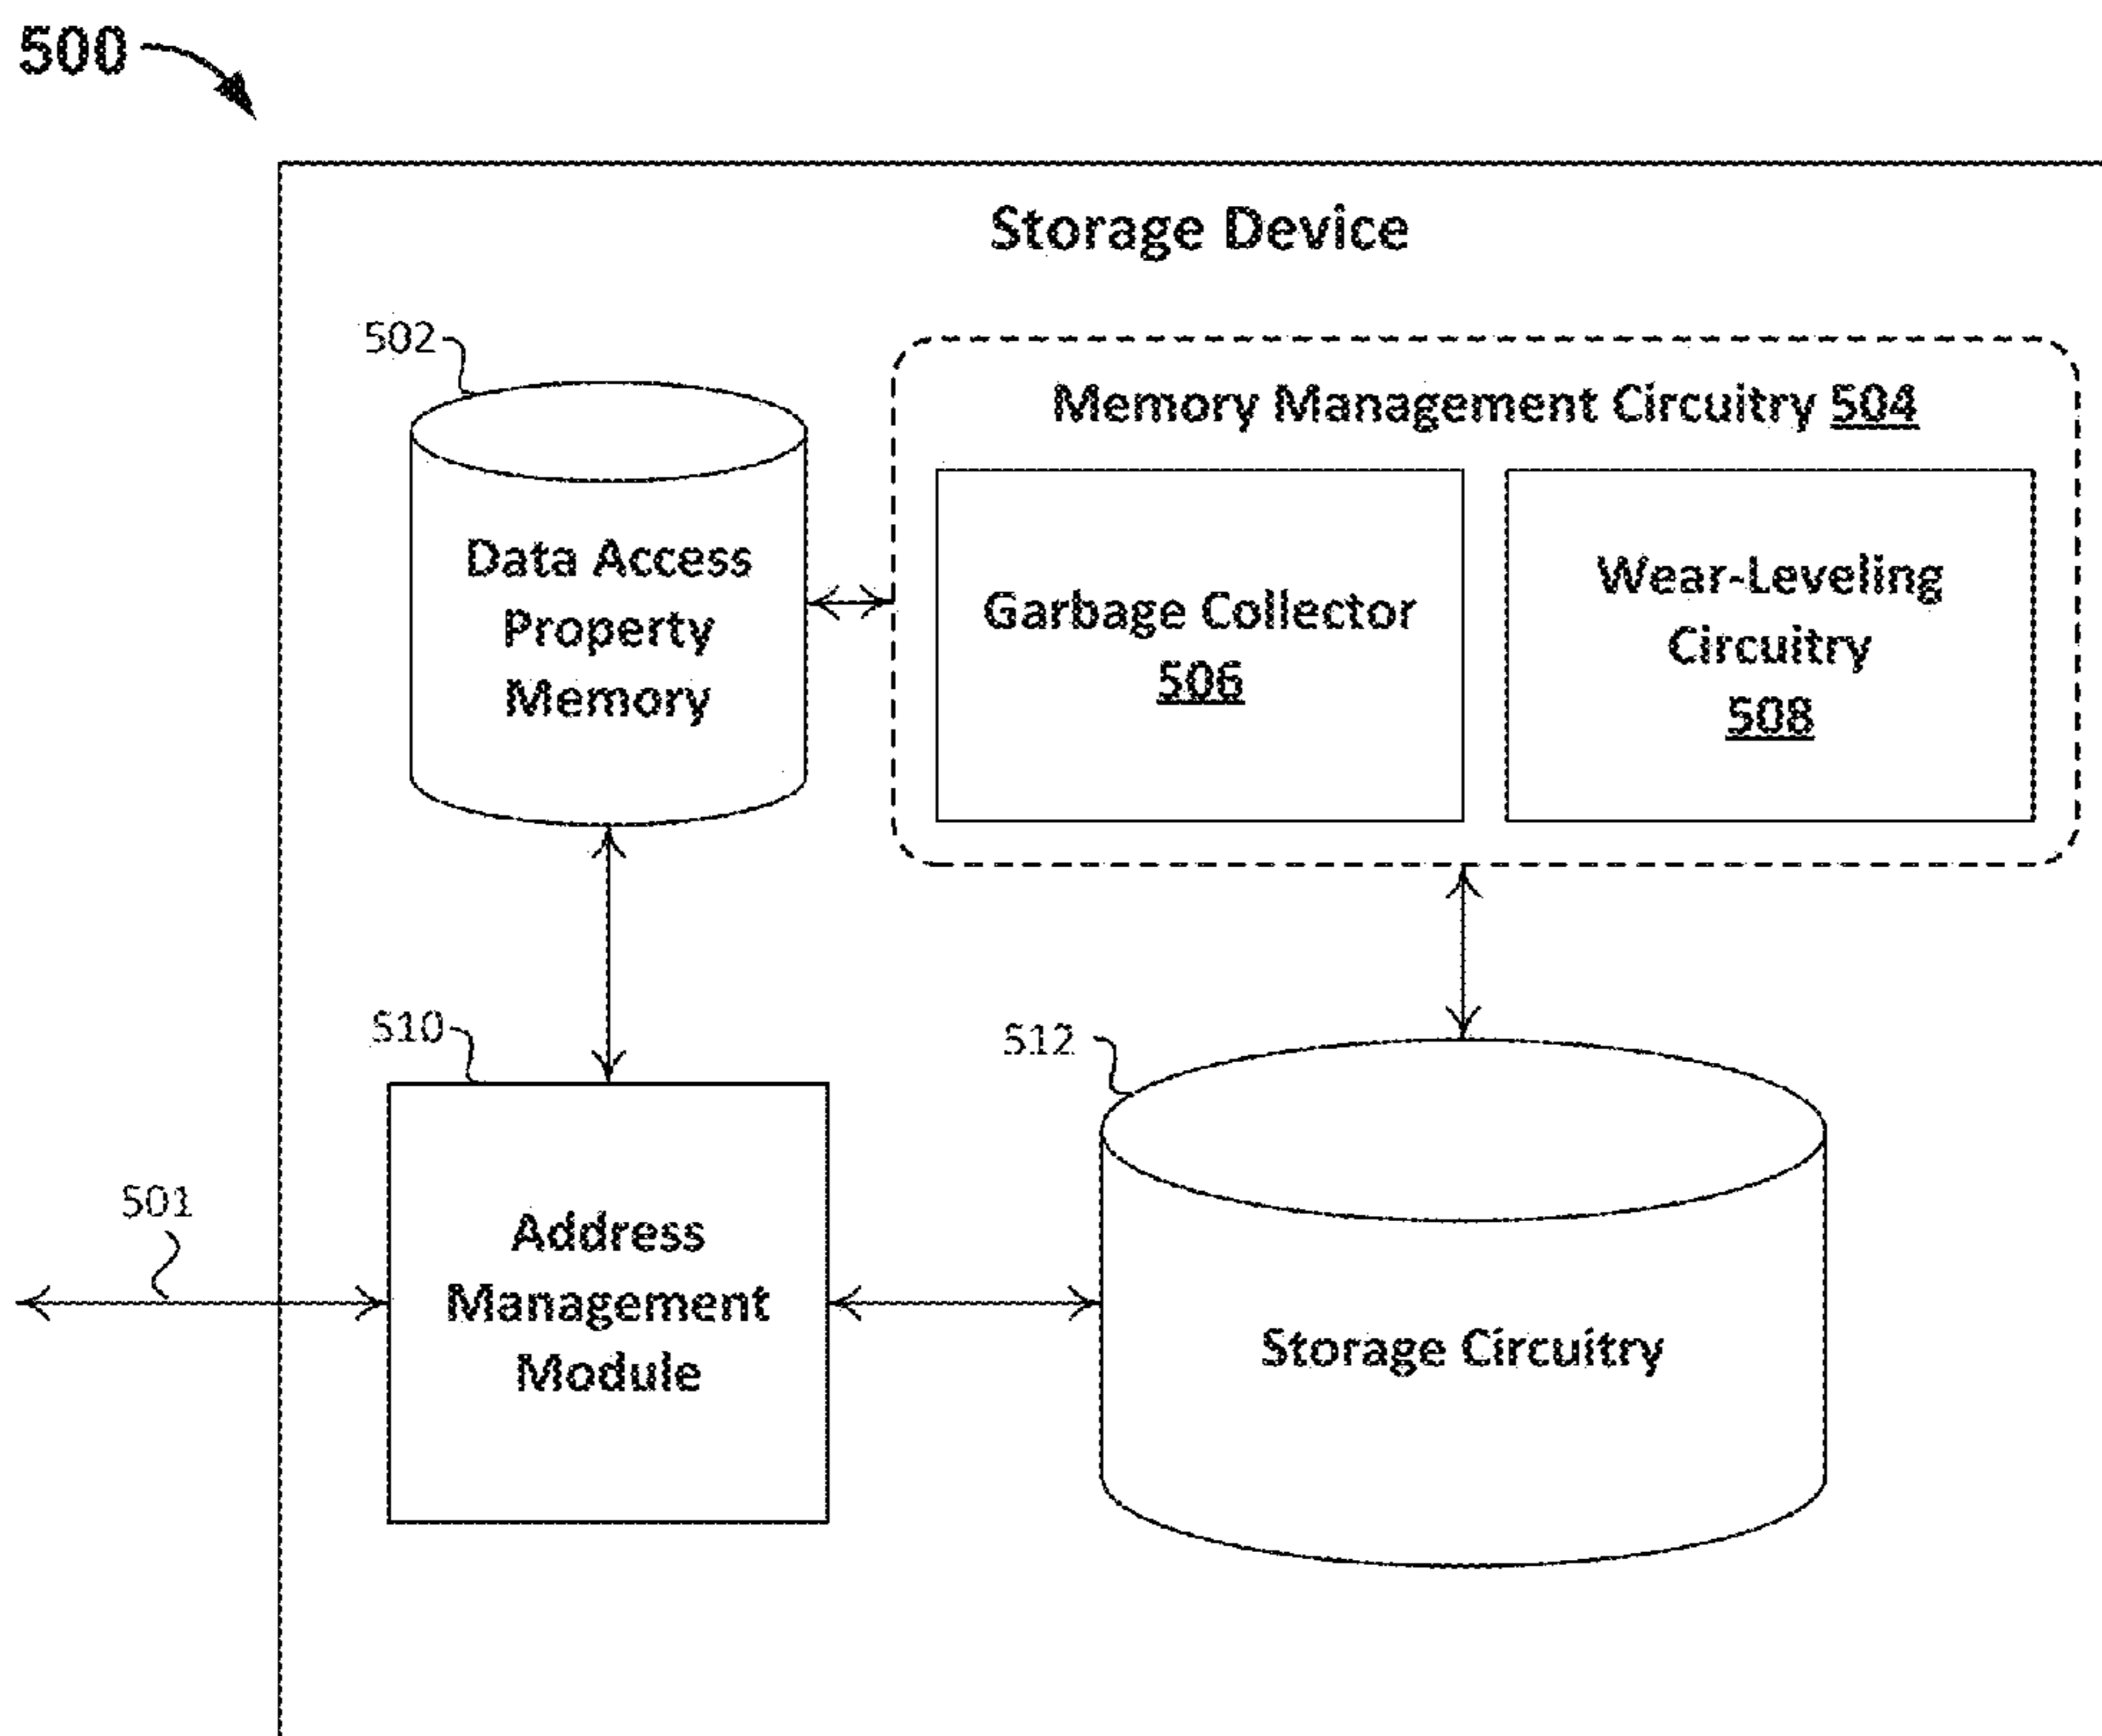 500
Storage Device
502
Memory Management Circuitry 504
Data Access
Property
Memory
Garbage Collector
506
Wear-Leveling
Circuitry
508
510
512
501
Address
Management
Module
Storage Circuitry